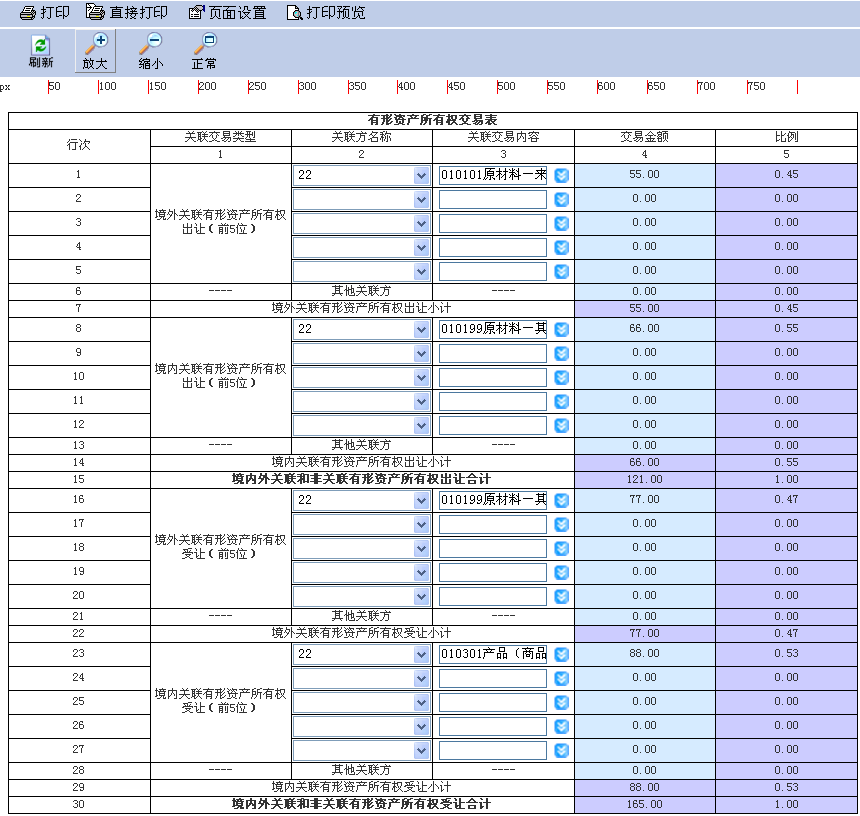 打印 直接打印 页面设置 打印预览
刷新 放大 缩小 正常
px 50 100 150 200 250 300 350 400 450 500 550 600 650 700 750
有形资产所有权交易表
行次 关联交易类型 关联方名称 关联交易内容 交易金额 比例
1 2 3 4 5
1 22 010101原材料—来 55.00 0.45
2 0.00 0.00
境外关联有形资产所有权
3 0.00 0.00
出让(前5位)
4 0.00 0.00
5 0.00 0.00
6 ---- 其他关联方 ---- 0.00 0.00
7 境外关联有形资产所有权出让小计 55.00 0.45
8 22 010199原材料—其 66.00 0.55
9 0.00 0.00
境内关联有形资产所有权
10 0.00 0.00
出让(前5位)
11 0.00 0.00
12 0.00 0.00
13 ---- 其他关联方 ---- 0.00 0.00
14 境内关联有形资产所有权出让小计 66.00 0.55
15 境内外关联和非关联有形资产所有权出让合计 121.00 1.00
16 22 010199原材料—其 77.00 0.47
17 0.00 0.00
境外关联有形资产所有权
18 0.00 0.00
受让(前5位)
19 0.00 0.00
20 0.00 0.00
21 ---- 其他关联方 ---- 0.00 0.00
22 境外关联有形资产所有权受让小计 77.00 0.47
23 22 010301产品（商品 88.00 0.53
24 0.00 0.00
境内关联有形资产所有权
25 0.00 0.00
受让(前5位)
26 0.00 0.00
27 0.00 0.00
28 ---- 其他关联方 ---- 0.00 0.00
29 境内关联有形资产所有权受让小计 88.00 0.53
30 境内外关联和非关联有形资产所有权受让合计 165.00 1.00